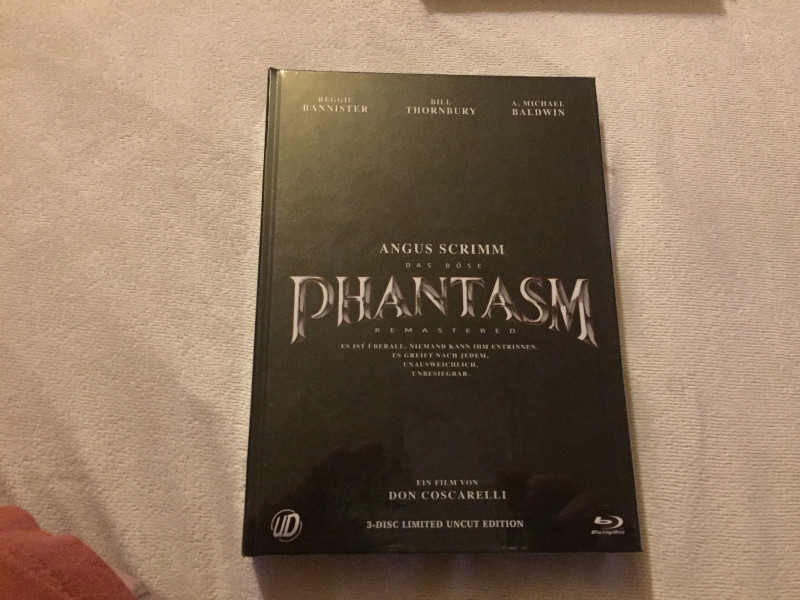 REGGIE
BANNISTER
BILL
THORNBURY
A. MICHAEL
BALDWIN
ANGUS SCRIMM
DAS BÖSE
PHANTASM
REMASTERED
ES IST ÜBERALL, NIEMAND KANN IHM ENTRINNEN.
ES GREIFT NACH JEDEM,
UNAUSWEICHLICH,
UNBESIEGBAR.
EIN FILM VON
DON COSCARELLI
3-DISC LIMITED UNCUT EDITION
UD
Blu-ray Disc